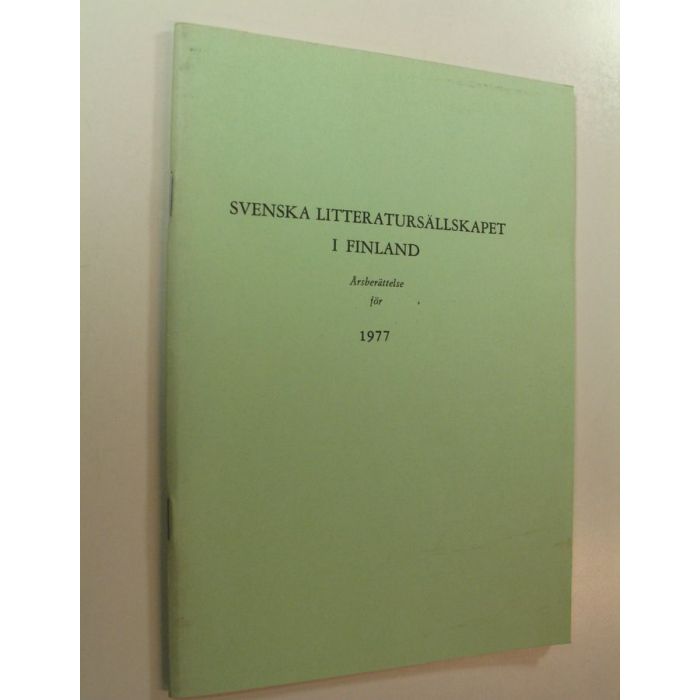 SVENSKA LITTERATURSÄLLSKAPET
I FINLAND
Årsberättelse
för
1977